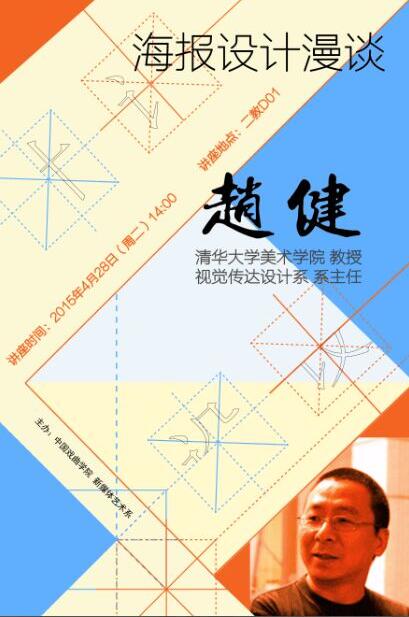 海报设计漫谈
讲座地点：二教D01
讲座时间：2015年4月28日（周二）14:00
趙健
清华大学美术学院 教授
视觉传达设计系 系主任
主办：中国戏曲学院 新媒体艺术系